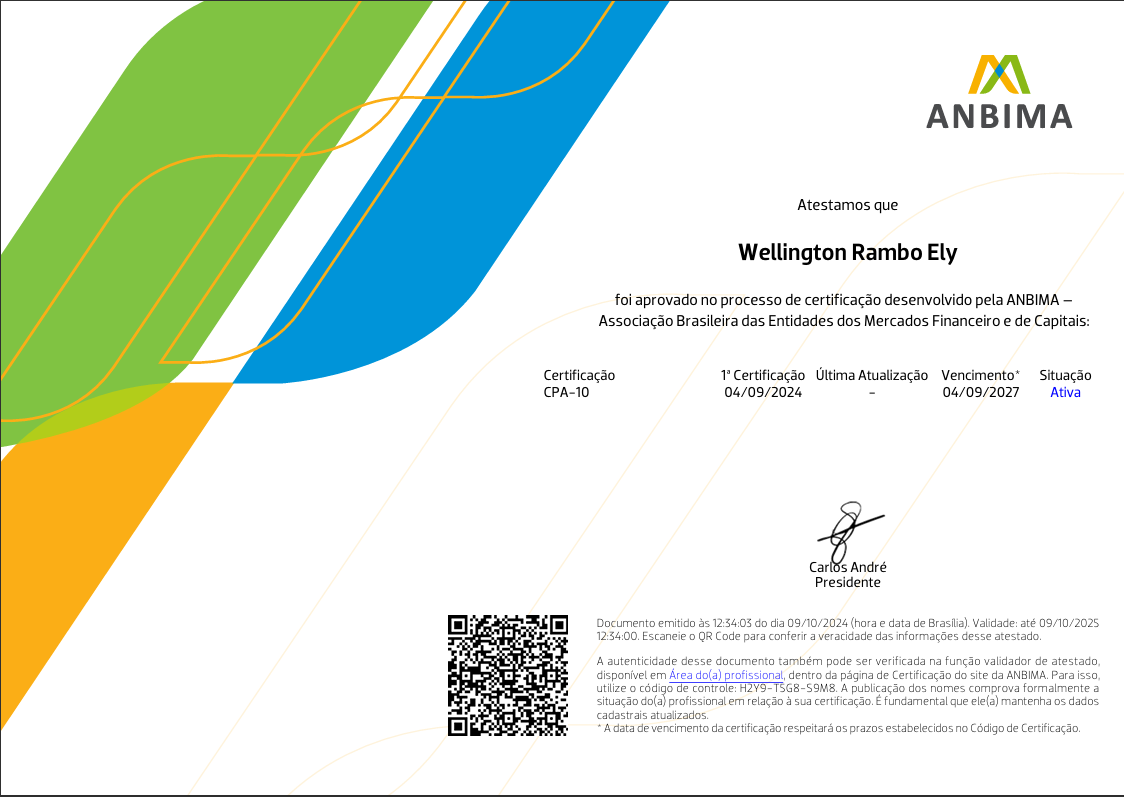 ANBIMA
Atestamos que
Wellington Rambo Ely
foi aprovado no processo de certificação desenvolvido pela ANBIMA –
Associação Brasileira das Entidades dos Mercados Financeiro e de Capitais:
Certificação 1ª Certificação Última Atualização Vencimento* Situação
CPA-10 04/09/2024 - 04/09/2027 Ativa
Carlos André
Presidente
Documento emitido às 12:34:03 do dia 09/10/2024 (hora e data de Brasília). Validade: até 09/10/2025
12:34:00. Escaneie o QR Code para conferir a veracidade das informações desse atestado.
A autenticidade desse documento também pode ser verificada na função validador de atestado,
disponível em Área do(a) profissional, dentro da página de Certificação do site da ANBIMA. Para isso,
utilize o código de controle: H2Y9-TSG8-S9M8. A publicação dos nomes comprova formalmente a
situação do(a) profissional em relação à sua certificação. É fundamental que ele(a) mantenha os dados
cadastrais atualizados.
* A data de vencimento da certificação respeitará os prazos estabelecidos no Código de Certificação.